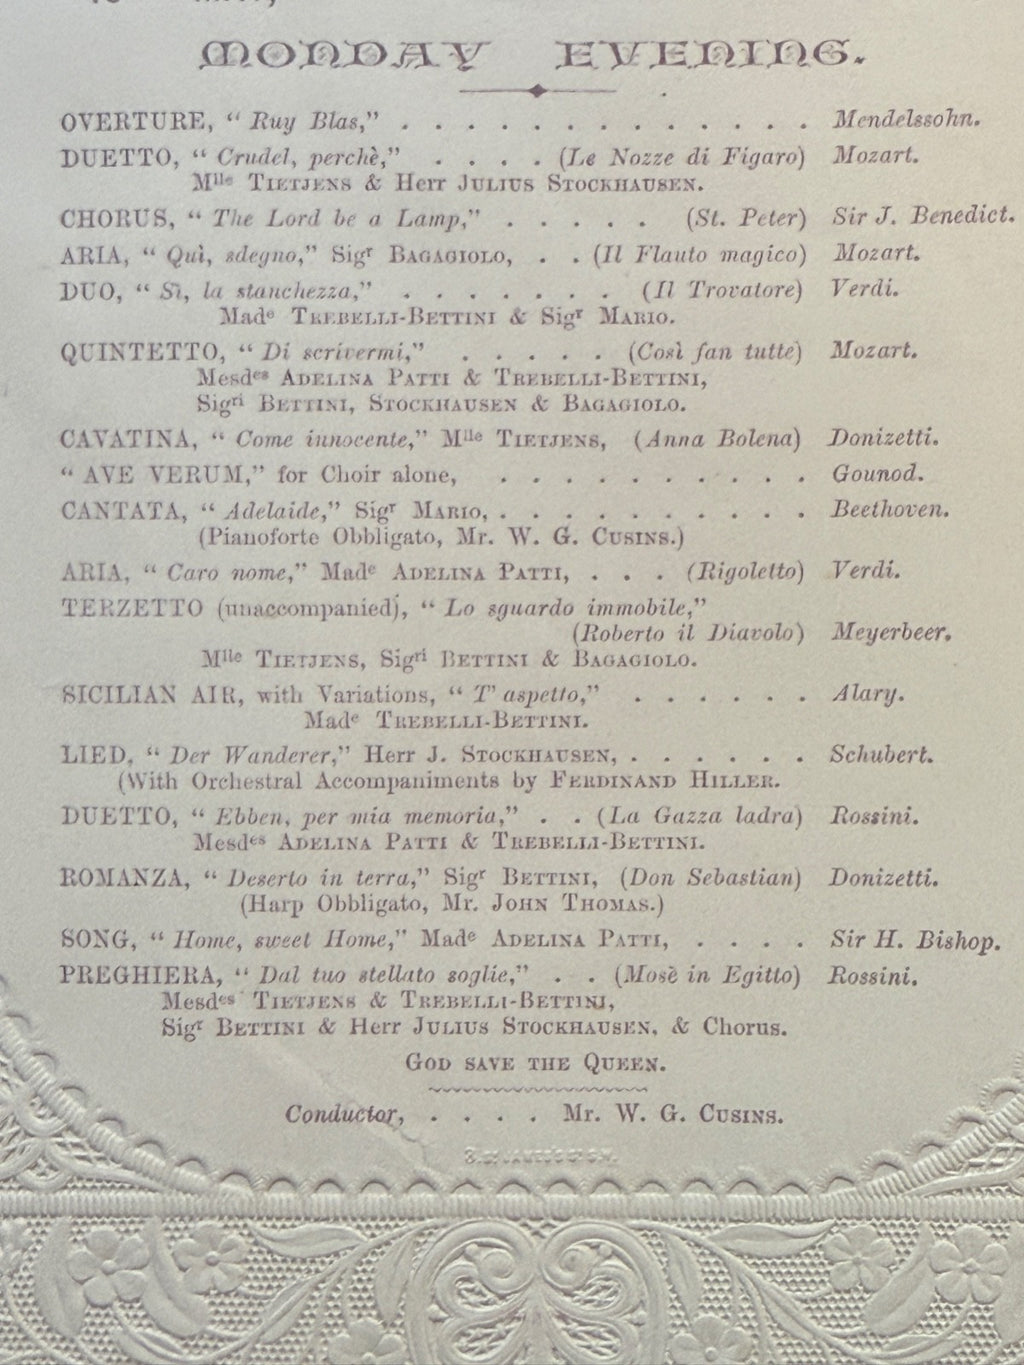 MONDAY EVENING.
OVERTURE, “ Ruy Blas,” . . . . . . . . . . . . . Mendelssohn.
DUETTO, “ Crudel, perchè,” . . . . (Le Nozze di Figaro) Mozart.
Mlle TIETJENS & Herr JULIUS STOCKHAUSEN.
CHORUS, “ The Lord be a Lamp,” . . . . . (St. Peter) Sir J. Benedict.
ARIA, “ Quì, sdegno,” Sigr BAGAGIOLO, . . (Il Flauto magico) Mozart.
DUO, “ Sì, la stanchezza,” . . . . . . . (Il Trovatore) Verdi.
Made TREBELLI-BETTINI & Sigr MARIO.
QUINTETTO, “ Di scrivermi,” . . . . . (Così fan tutte) Mozart.
Mesdes ADELINA PATTI & TREBELLI-BETTINI,
Sigri BETTINI, STOCKHAUSEN & BAGAGIOLO.
CAVATINA, “ Come innocente,” Mlle TIETJENS, (Anna Bolena) Donizetti.
“ AVE VERUM,” for Choir alone, . . . . . . . . . . Gounod.
CANTATA, “ Adelaide,” Sigr MARIO, . . . . . . . . . . Beethoven.
(Pianoforte Obbligato, Mr. W. G. CUSINS.)
ARIA, “ Caro nome,” Made ADELINA PATTI, . . . (Rigoletto) Verdi.
TERZETTO (unaccompanied), “ Lo sguardo immobile,”
(Roberto il Diavolo) Meyerbeer.
Mlle TIETJENS, Sigri BETTINI & BAGAGIOLO.
SICILIAN AIR, with Variations, “ T’ aspetto,” . . . . . . Alary.
Made TREBELLI-BETTINI.
LIED, “ Der Wanderer,” Herr J. STOCKHAUSEN, . . . . . . Schubert.
(With Orchestral Accompaniments by FERDINAND HILLER.
DUETTO, “ Ebben, per mia memoria,” . . (La Gazza ladra) Rossini.
Mesdes ADELINA PATTI & TREBELLI-BETTINI.
ROMANZA, “ Deserto in terra,” Sigr BETTINI, (Don Sebastian) Donizetti.
(Harp Obbligato, Mr. JOHN THOMAS.)
SONG, “ Home, sweet Home,” Made ADELINA PATTI, . . . . Sir H. Bishop.
PREGHIERA, “ Dal tuo stellato soglie,” . . (Mosè in Egitto) Rossini.
Mesdes TIETJENS & TREBELLI-BETTINI,
Sigr BETTINI & Herr JULIUS STOCKHAUSEN, & Chorus.
GOD SAVE THE QUEEN.
Conductor, . . . . Mr. W. G. CUSINS.